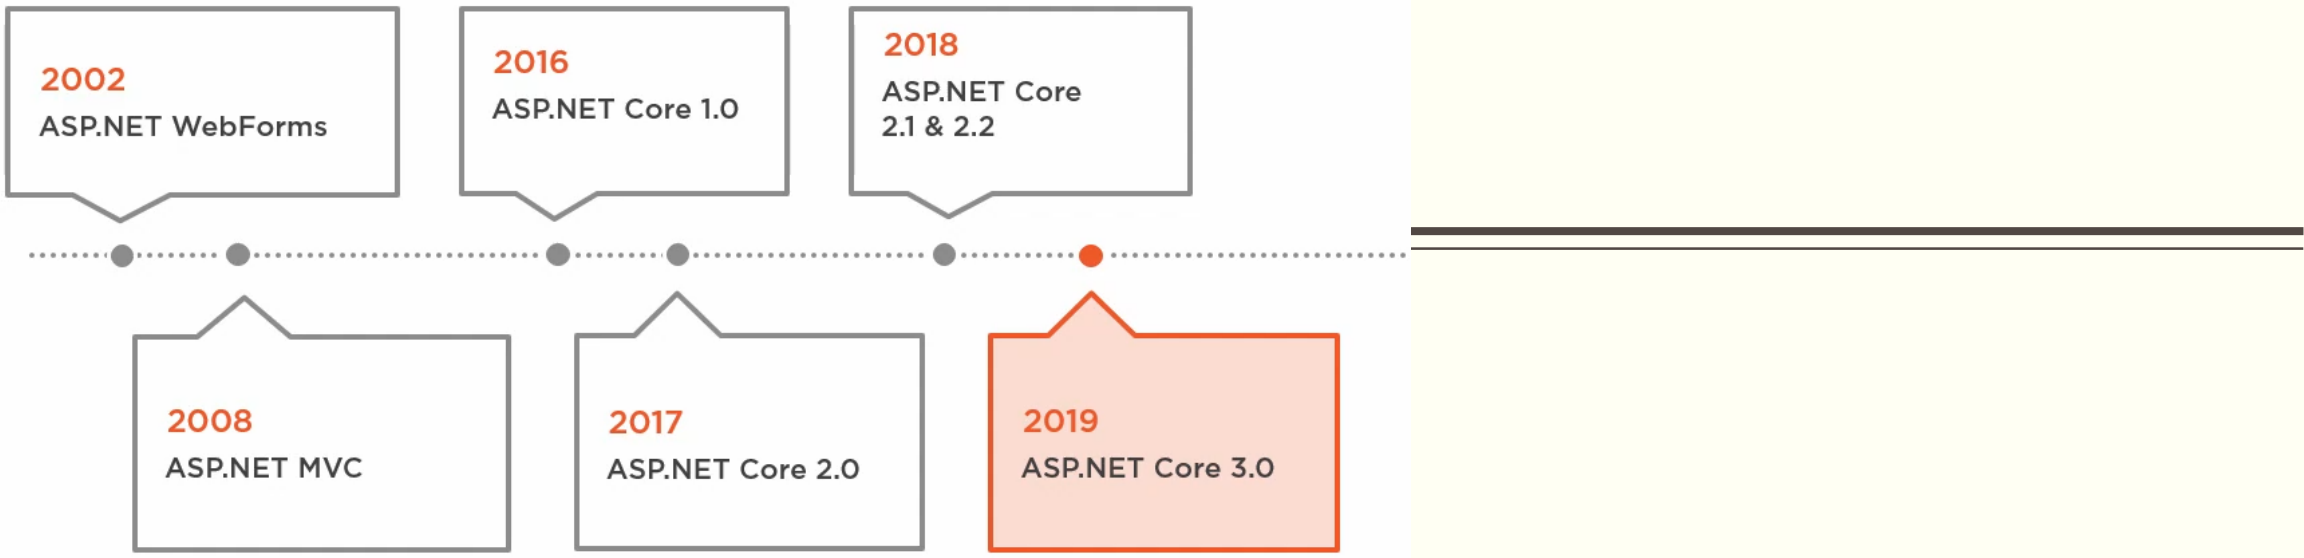 2002
ASP.NET WebForms
2016
ASP.NET Core 1.0
2018
ASP.NET Core
2.1 & 2.2
2008
ASP.NET MVC
2017
ASP.NET Core 2.0
2019
ASP.NET Core 3.0